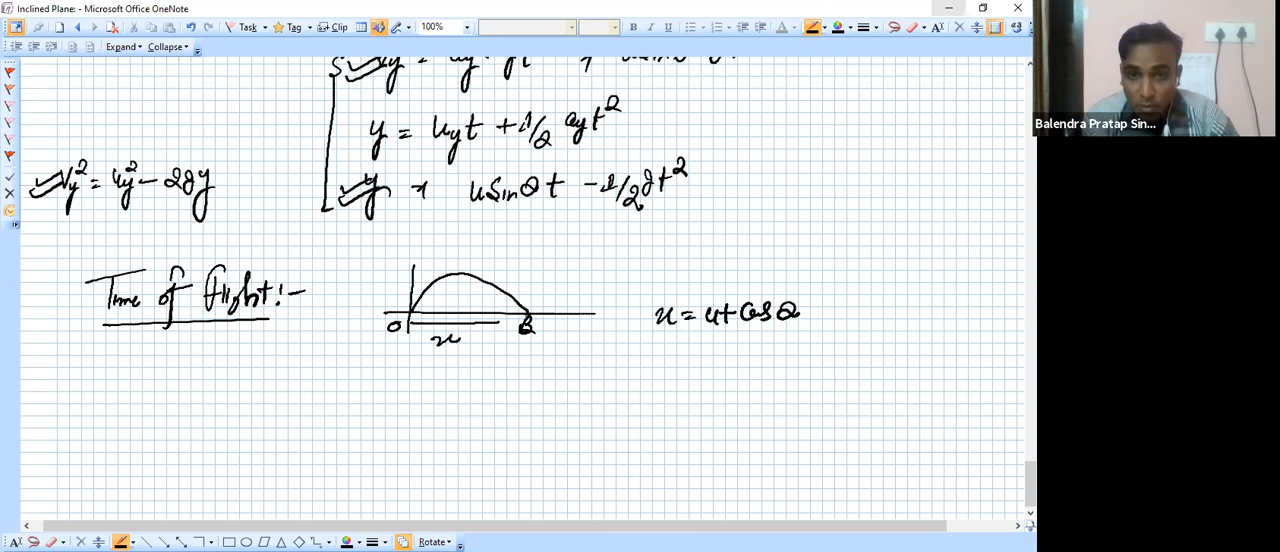 Inclined Plane: - Microsoft Office OneNote
Task Tag Clip 100% B I U
Expand Collapse
y = uyt + 1/2 ayt²
Vy² = uy² - 2gy
y = usinθ t - 1/2 gt²
Time of flight:-
O x B
x = ut cosθ
Balendra Pratap Sin...
Rotate